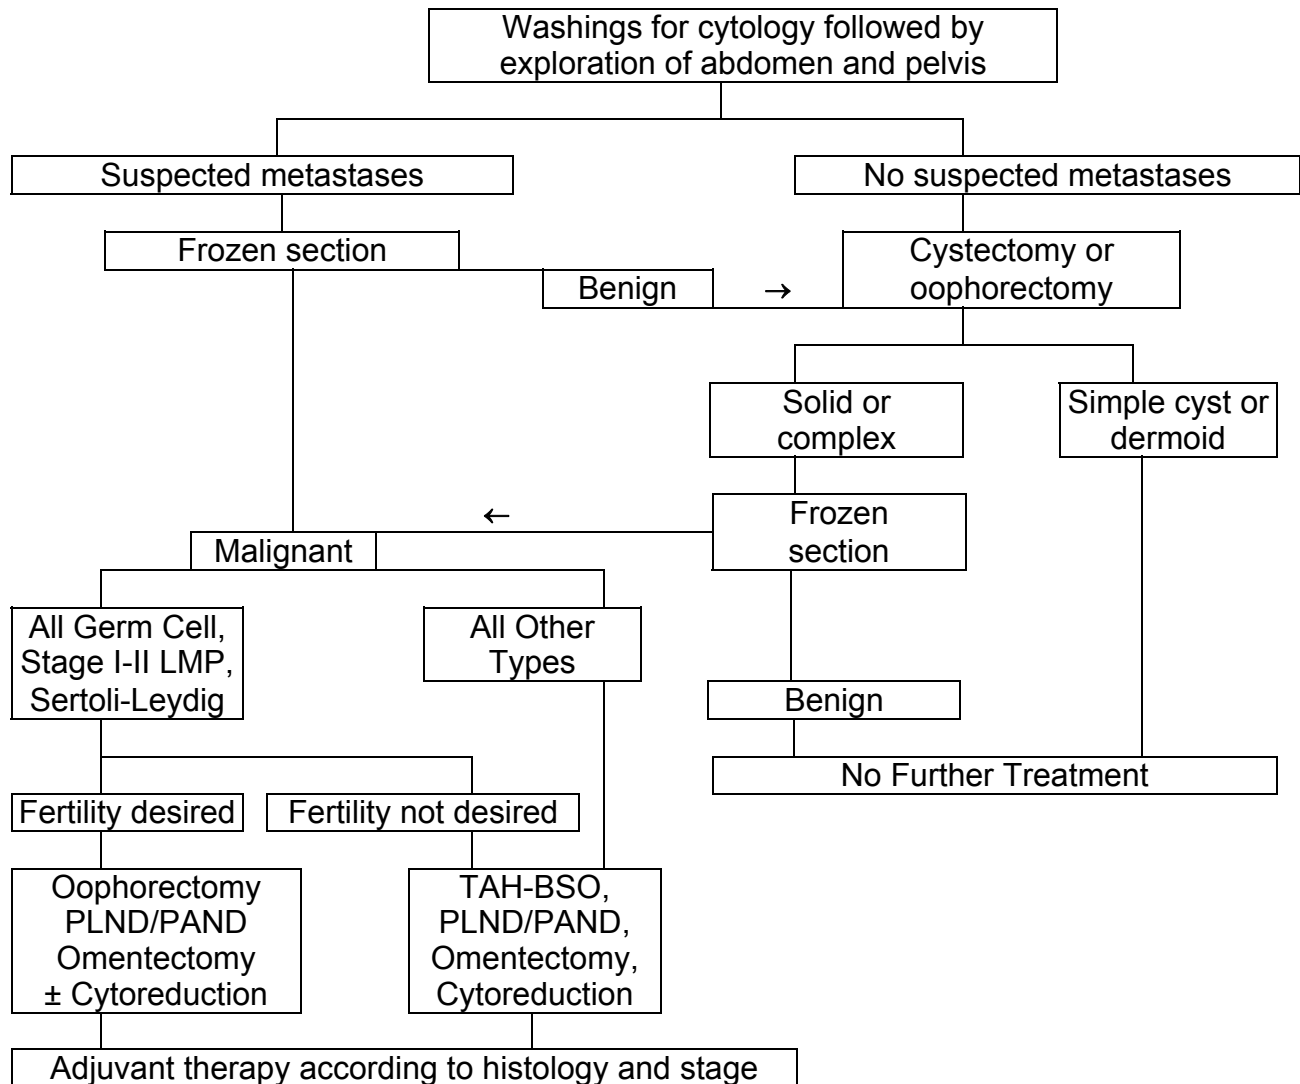 Washings for cytology followed by
exploration of abdomen and pelvis
Suspected metastases
No suspected metastases
Frozen section
Cystectomy or
oophorectomy
Benign
→
Solid or
complex
Simple cyst or
dermoid
←
Frozen
section
Malignant
All Germ Cell,
Stage I-II LMP,
Sertoli-Leydig
All Other
Types
Benign
No Further Treatment
Fertility desired
Fertility not desired
Oophorectomy
PLND/PAND
Omentectomy
± Cytoreduction
TAH-BSO,
PLND/PAND,
Omentectomy,
Cytoreduction
Adjuvant therapy according to histology and stage